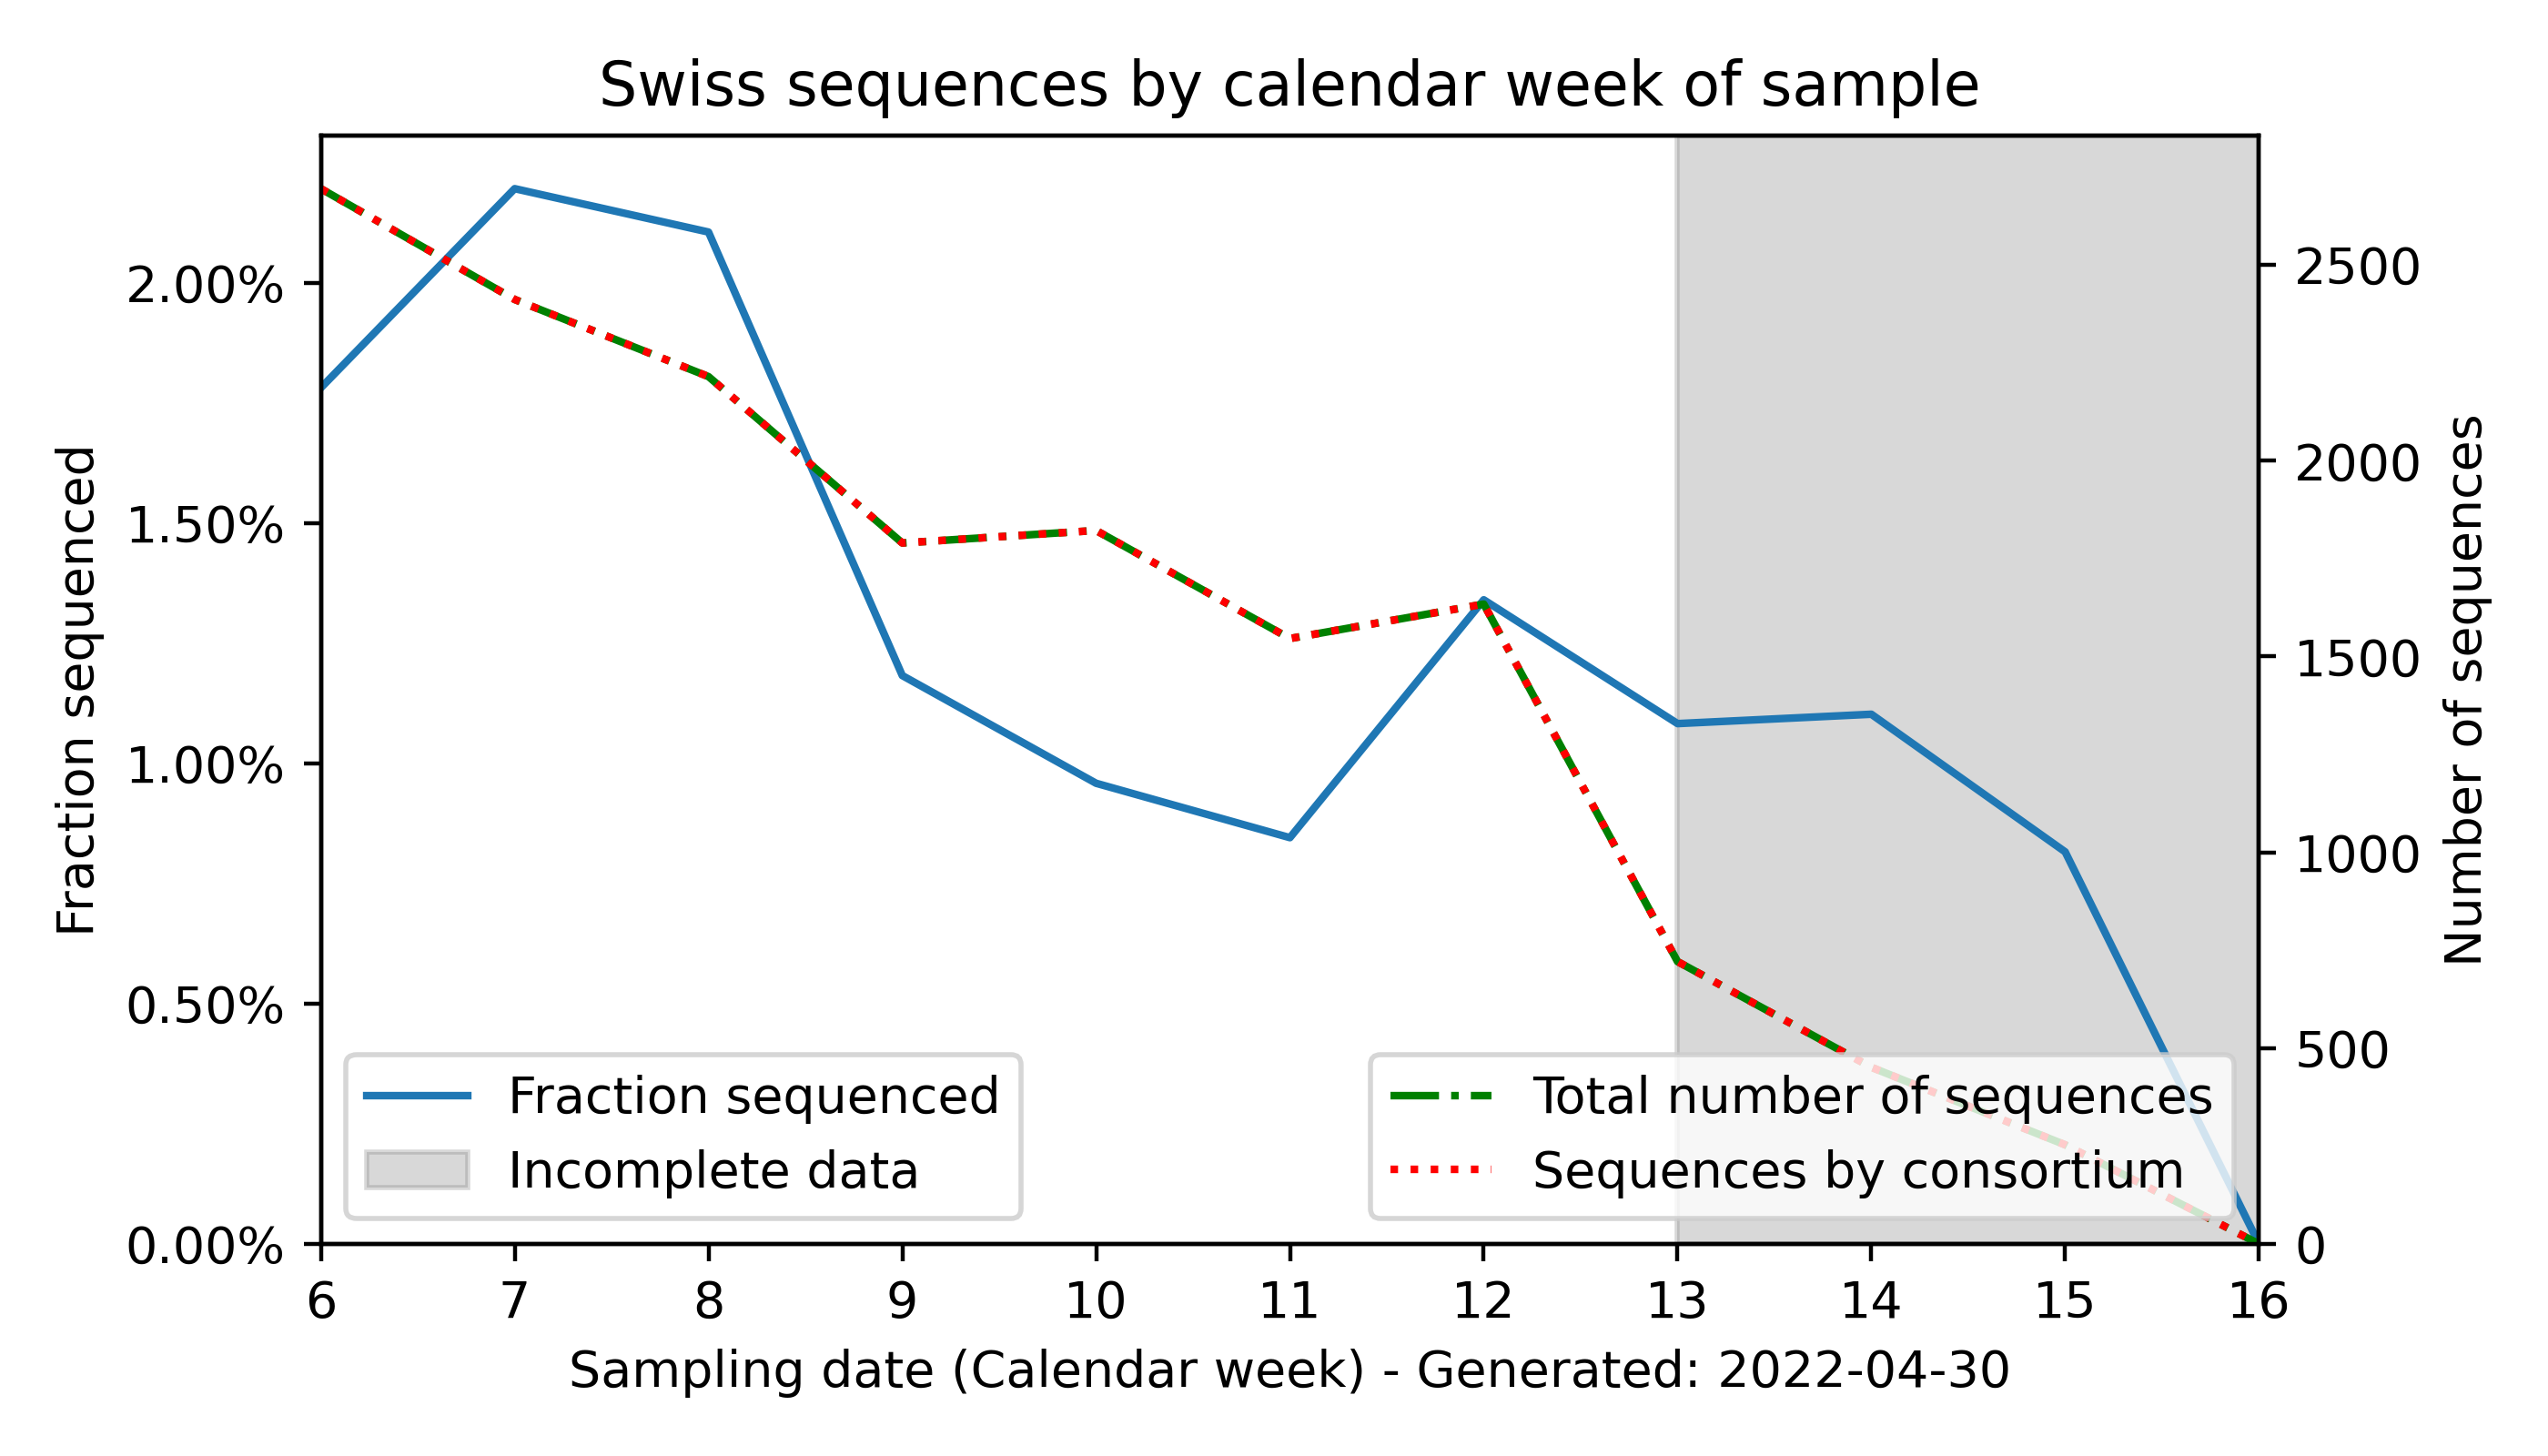 Swiss sequences by calendar week of sample
Fraction sequenced
2.00%
1.50%
1.00%
0.50%
0.00%
2500
2000
1500
1000
500
0
Number of sequences
Fraction sequenced
Incomplete data
Total number of sequences
Sequences by consortium
6 7 8 9 10 11 12 13 14 15 16
Sampling date (Calendar week) - Generated: 2022-04-30